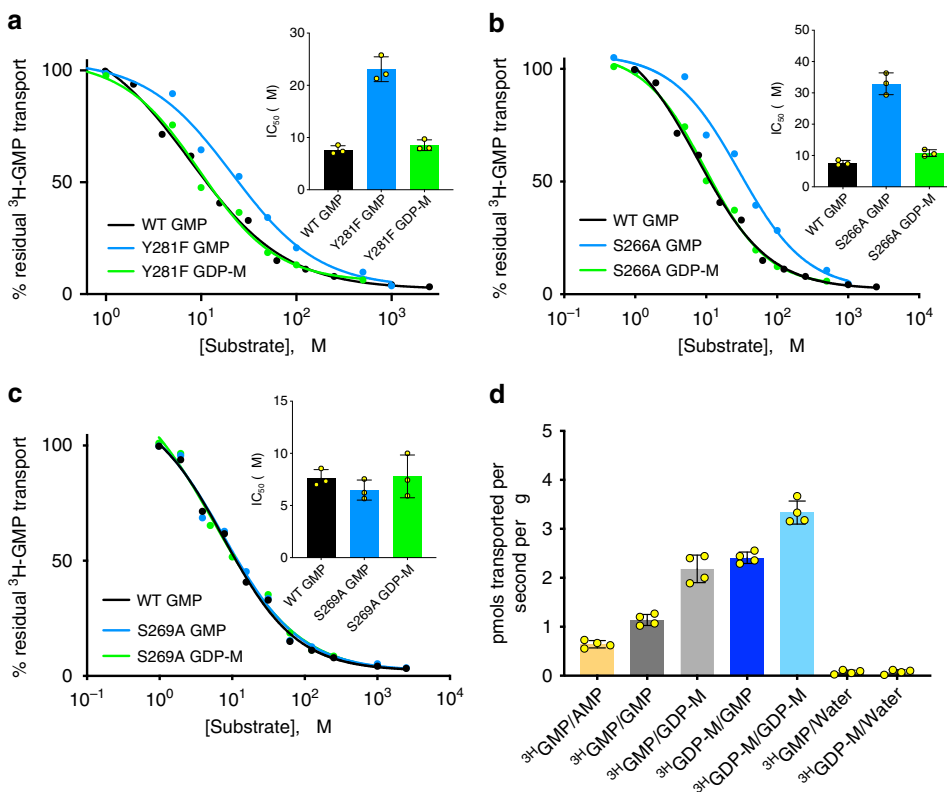 a
% residual ³H-GMP transport
100
50
0
10⁰ 10¹ 10² 10³
[Substrate], M
WT GMP
Y281F GMP
Y281F GDP-M
IC₅₀ ( M)
30
20
10
0
WT GMP
Y281F GMP
Y281F GDP-M
b
% residual ³H-GMP transport
100
50
0
10⁻¹ 10⁰ 10¹ 10² 10³ 10⁴
[Substrate], M
WT GMP
S266A GMP
S266A GDP-M
IC₅₀ ( M)
50
40
30
20
10
0
WT GMP
S266A GMP
S266A GDP-M
c
% residual ³H-GMP transport
100
50
0
10⁻¹ 10⁰ 10¹ 10² 10³ 10⁴
[Substrate], M
WT GMP
S269A GMP
S269A GDP-M
IC₅₀ ( M)
15
10
5
0
WT GMP
S269A GMP
S269A GDP-M
d
pmols transported per
second per g
5
4
3
2
1
0
³ᴴGMP/AMP
³ᴴGMP/GMP
³ᴴGMP/GDP-M
³ᴴGDP-M/GMP
³ᴴGDP-M/GDP-M
³ᴴGMP/Water
³ᴴGDP-M/Water